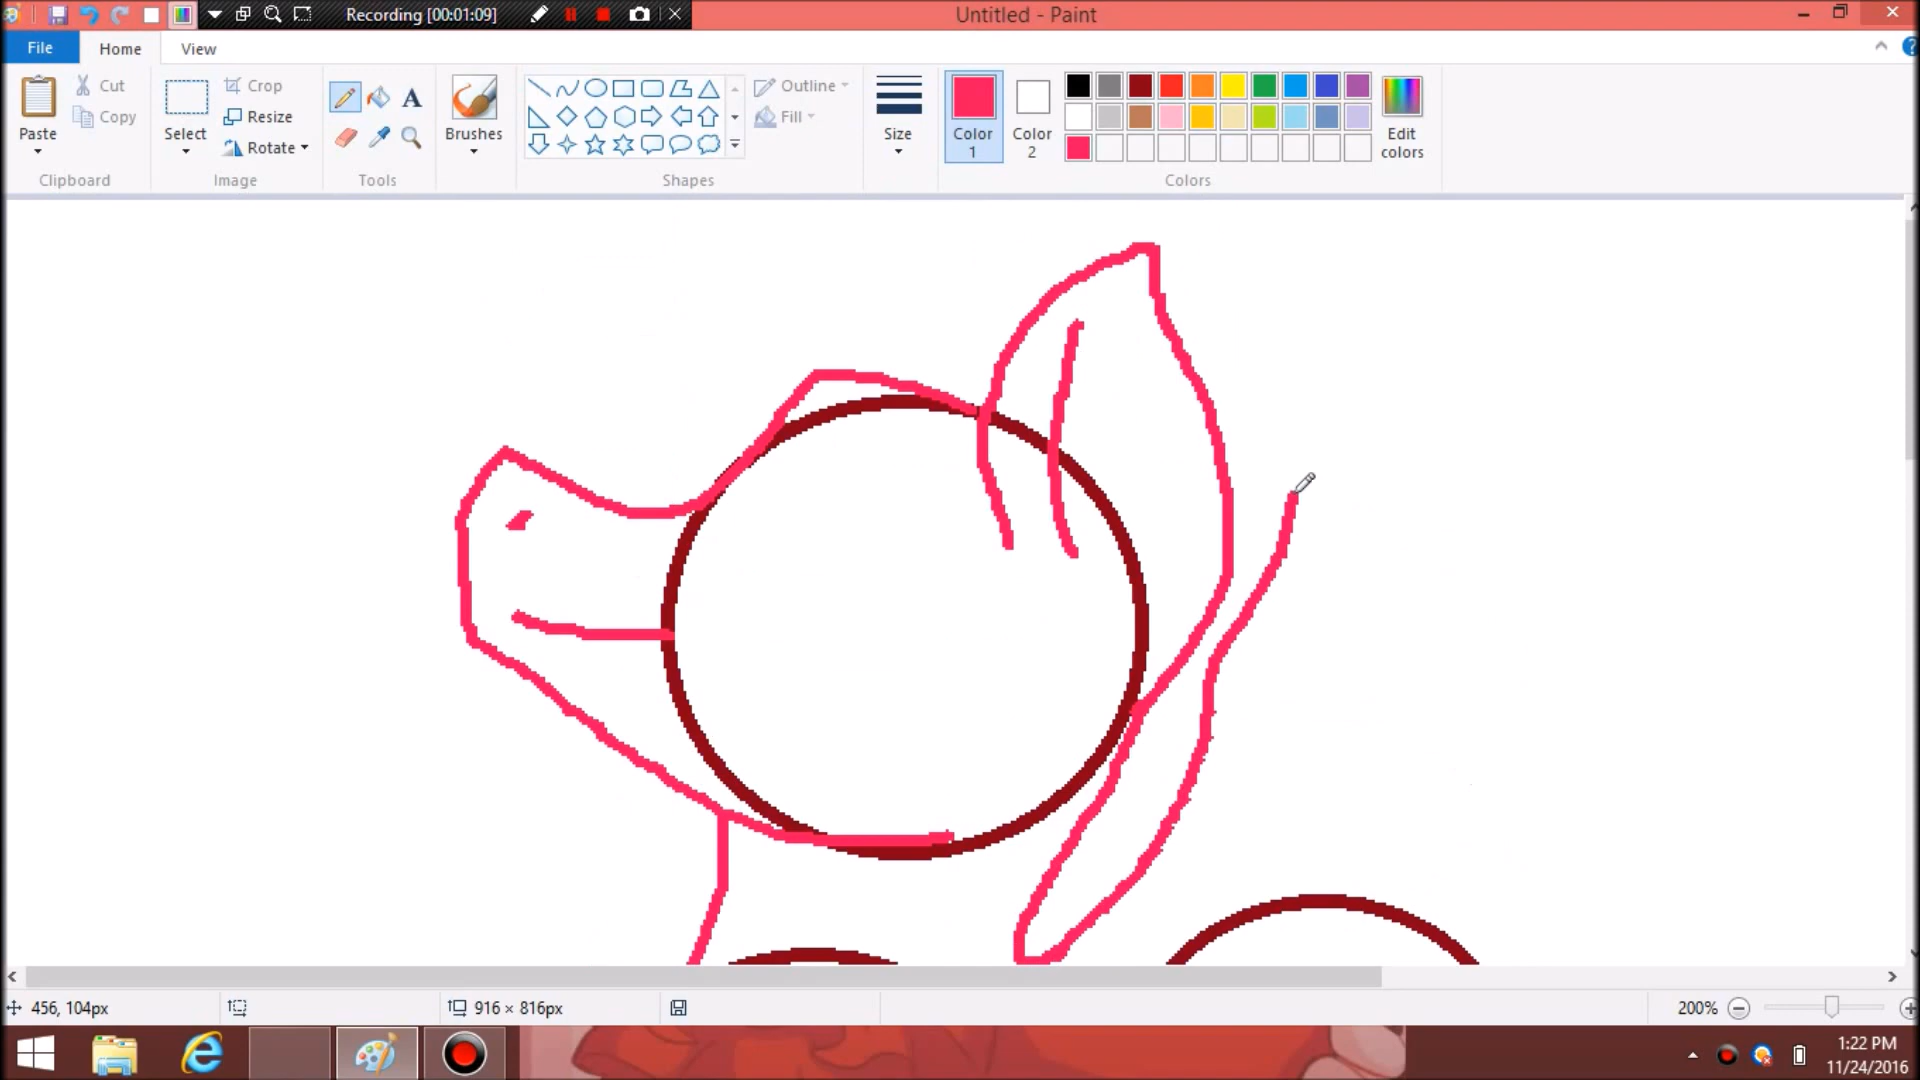 Recording [00:01:09]
Untitled - Paint
File Home View
Paste
Cut
Copy
Clipboard
Select
Crop
Resize
Rotate
Image
A
Tools
Brushes
Outline
Fill
Shapes
Size
Color 1
Color 2
Edit colors
Colors
456, 104px
916 × 816px
200%
1:22 PM
11/24/2016